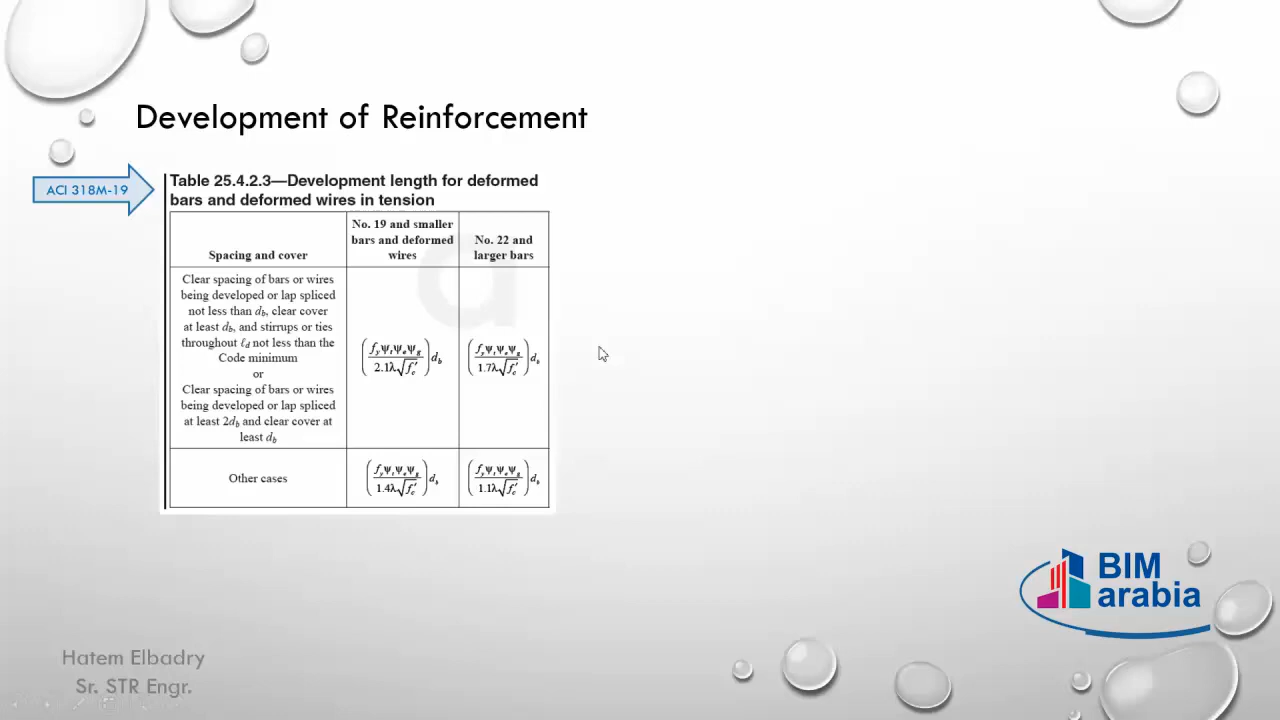 Development of Reinforcement
ACI 318M-19
Table 25.4.2.3—Development length for deformed
bars and deformed wires in tension
Spacing and cover
No. 19 and smaller
bars and deformed
wires
No. 22 and
larger bars
Clear spacing of bars or wires
being developed or lap spliced
not less than d_b, clear cover
at least d_b, and stirrups or ties
throughout ℓ_d not less than the
Code minimum
or
Clear spacing of bars or wires
being developed or lap spliced
at least 2d_b and clear cover at
least d_b
(f_y ψ_t ψ_e ψ_g / 2.1λ√f_c′) d_b
(f_y ψ_t ψ_e ψ_g / 1.7λ√f_c′) d_b
Other cases
(f_y ψ_t ψ_e ψ_g / 1.4λ√f_c′) d_b
(f_y ψ_t ψ_e ψ_g / 1.1λ√f_c′) d_b
BIM
arabia
Hatem Elbadry
Sr. STR Engr.